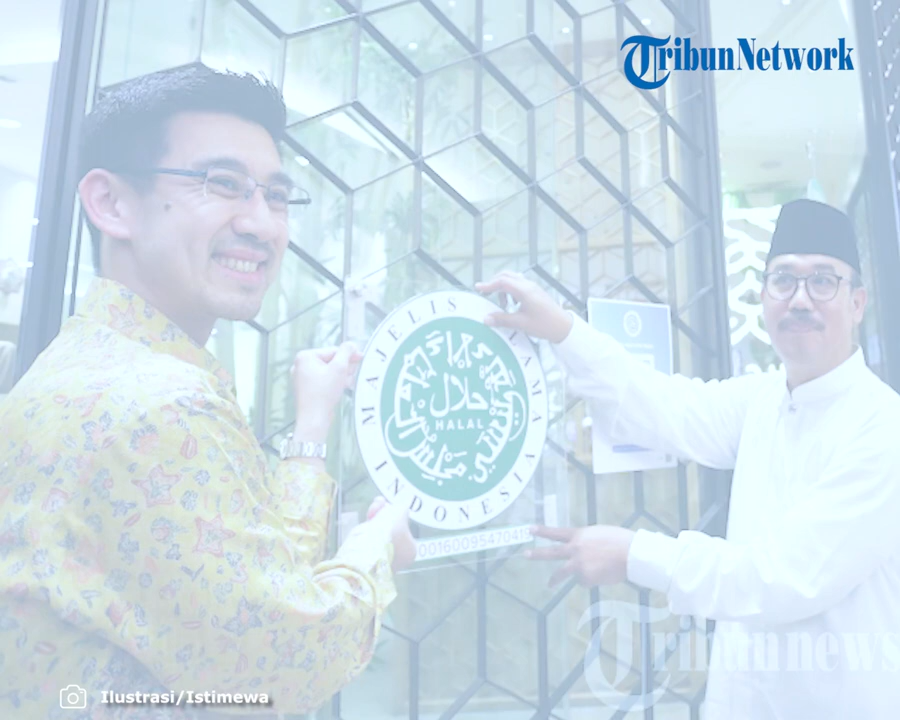 TribunNetwork
MAJELIS ULAMA INDONESIA
حلال
HALAL
Tribunnews
Ilustrasi/Istimewa